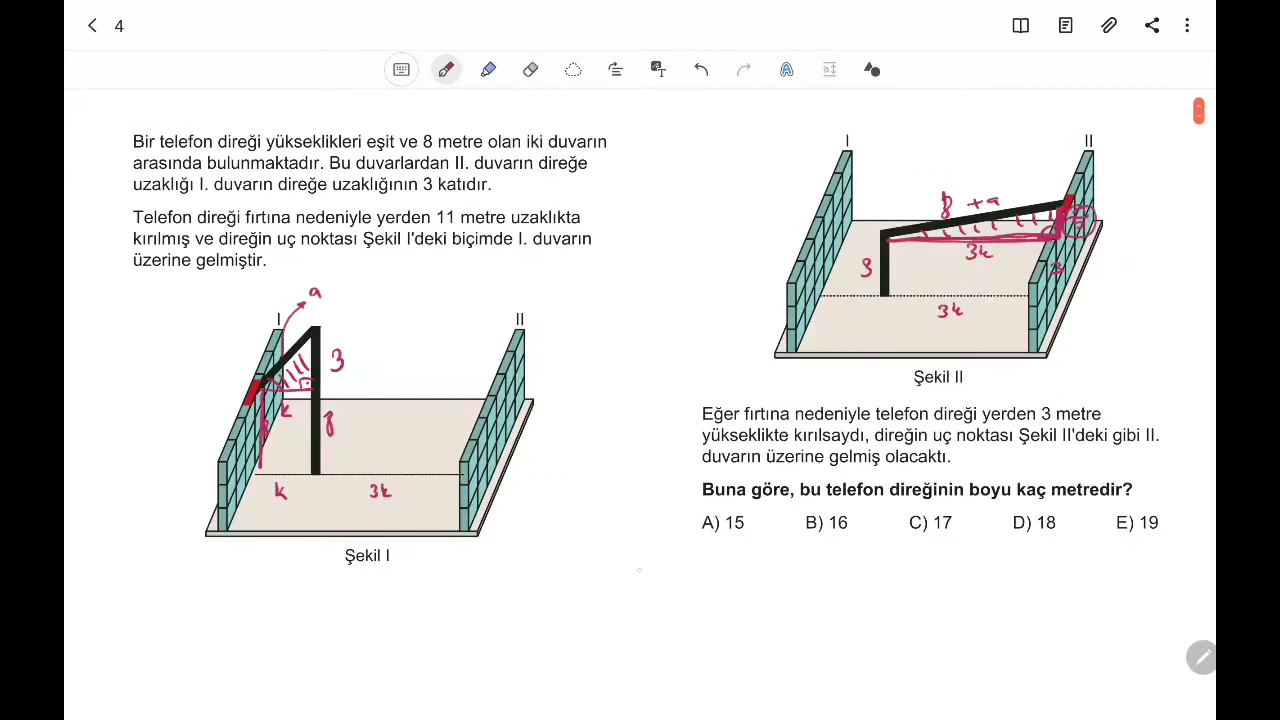 4
Bir telefon direği yükseklikleri eşit ve 8 metre olan iki duvarın
arasında bulunmaktadır. Bu duvarlardan II. duvarın direğe
uzaklığı I. duvarın direğe uzaklığının 3 katıdır.
Telefon direği fırtına nedeniyle yerden 11 metre uzaklıkta
kırılmış ve direğin uç noktası Şekil I'deki biçimde I. duvarın
üzerine gelmiştir.
a
I
II
3
k
8
k
3k
Şekil I
I
II
8 +a
3k
3
3
3k
Şekil II
Eğer fırtına nedeniyle telefon direği yerden 3 metre
yükseklikte kırılsaydı, direğin uç noktası Şekil II'deki gibi II.
duvarın üzerine gelmiş olacaktı.
Buna göre, bu telefon direğinin boyu kaç metredir?
A) 15 B) 16 C) 17 D) 18 E) 19